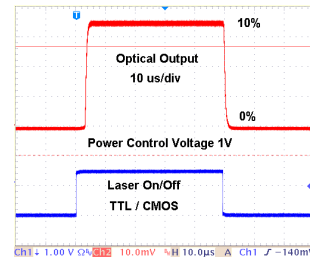 T
10%
Optical Output
10 us/div
0%
Power Control Voltage 1V
Laser On/Off
TTL / CMOS
Ch1 1.00 V Ω Ch2 10.0mV H 10.0µs A Ch1 -140mV